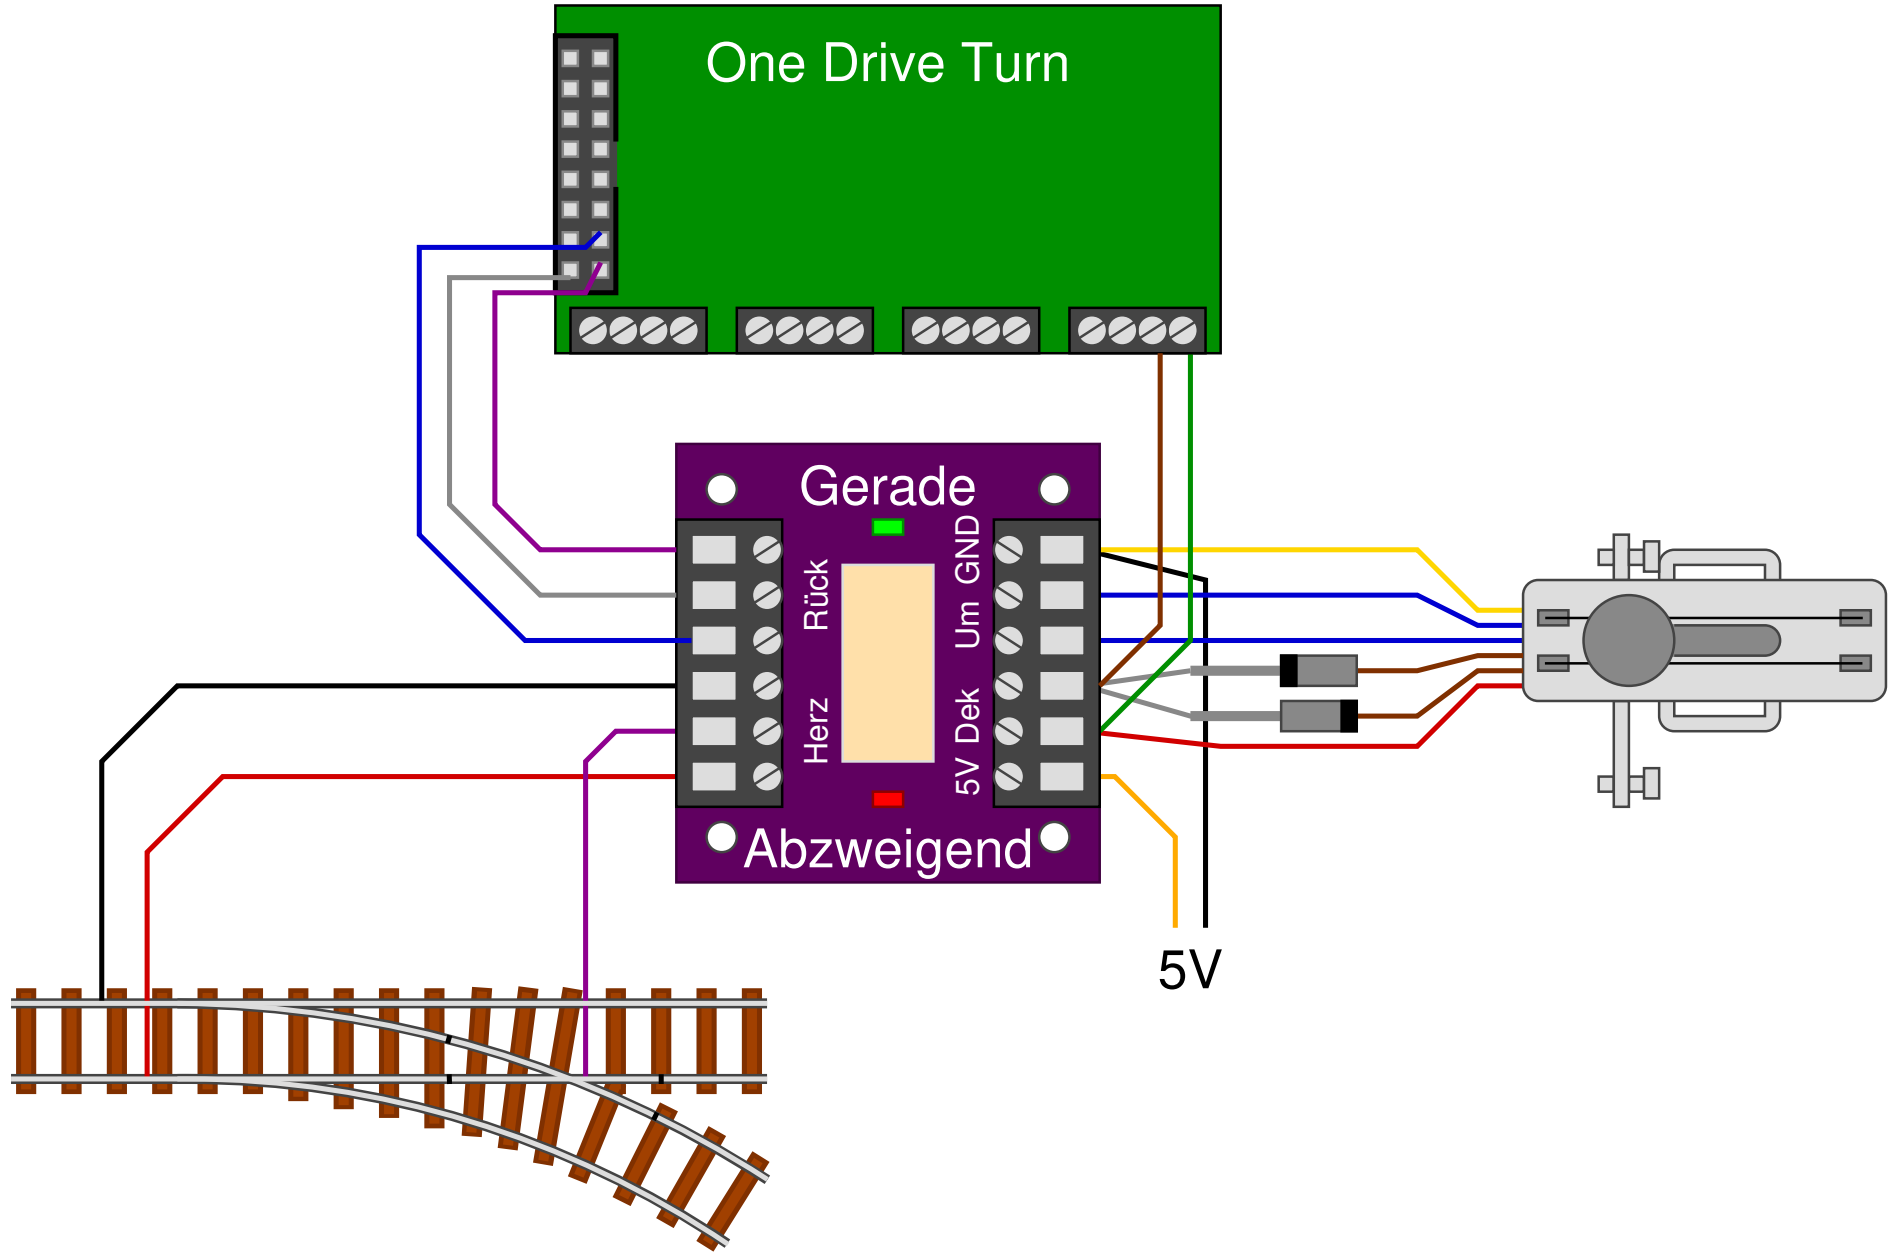 One Drive Turn
Gerade
Rück
Herz
GND
Um
Dek
5V
Abzweigend
5V